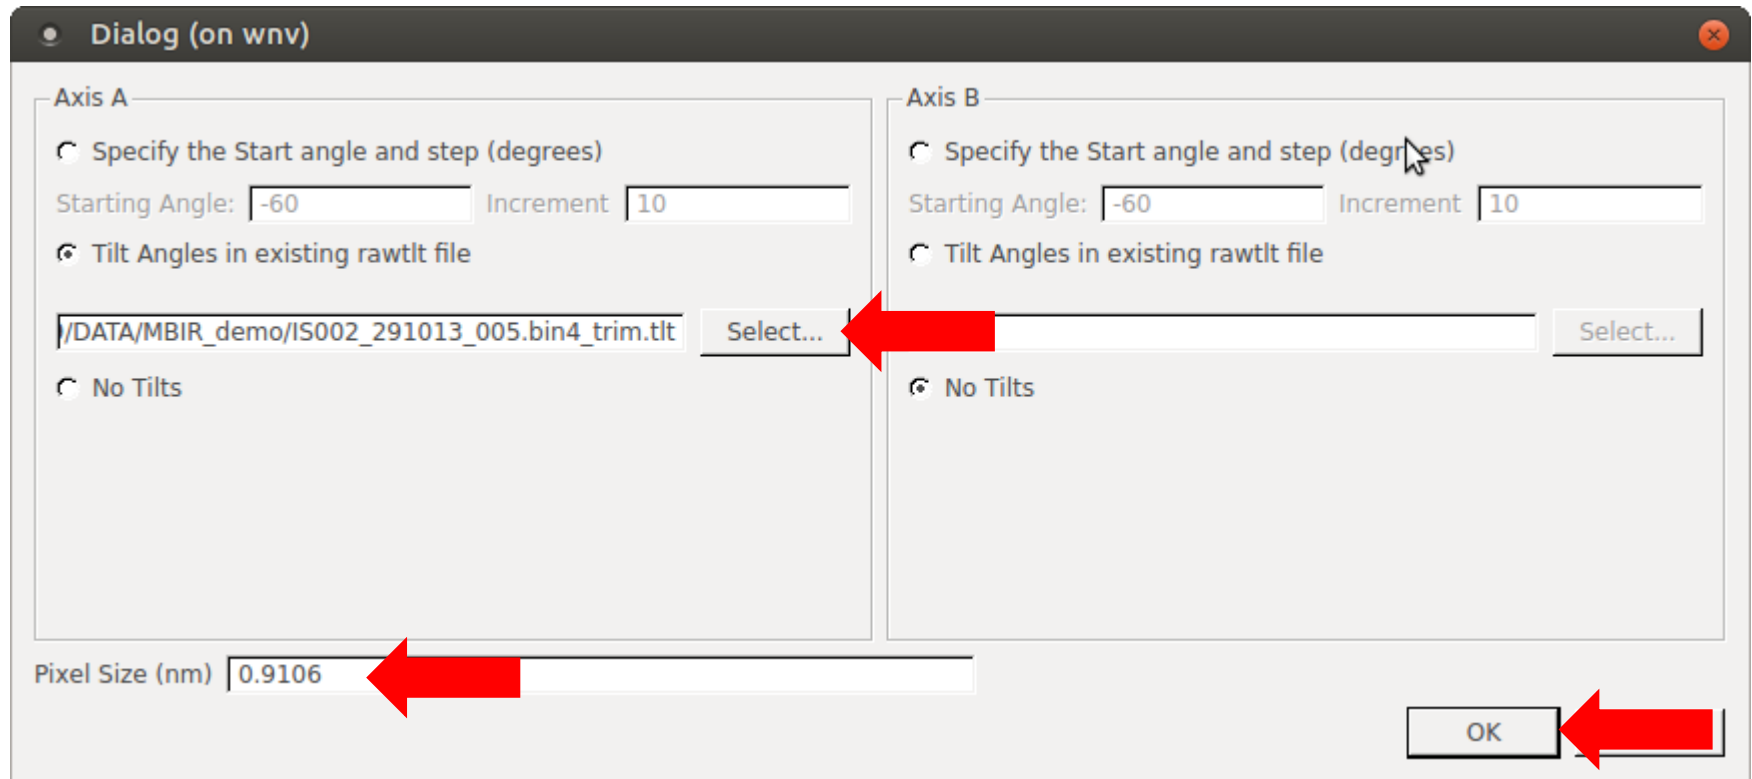 Dialog (on wnv)
Axis A
Specify the Start angle and step (degrees)
Starting Angle: -60 Increment 10
Tilt Angles in existing rawtlt file
/DATA/MBIR_demo/IS002_291013_005.bin4_trim.tlt Select...
No Tilts
Axis B
Specify the Start angle and step (degrees)
Starting Angle: -60 Increment 10
Tilt Angles in existing rawtlt file
Select...
No Tilts
Pixel Size (nm) 0.9106
OK